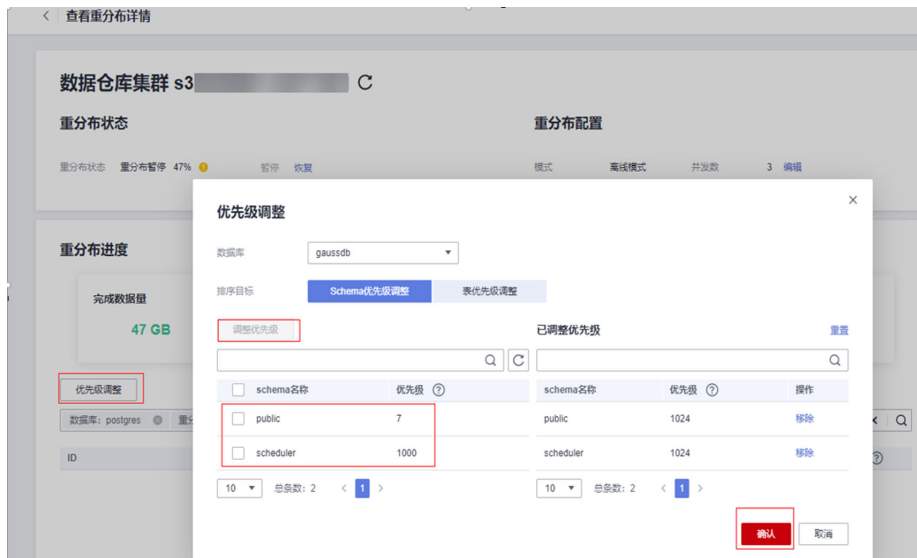 查看重分布详情
数据仓库集群 s3
重分布状态 重分布配置
重分布状态 重分布暂停 47% 暂停 恢复 模式 离线模式 并发数 3 编辑
优先级调整
重分布进度
数据库 gaussdb
排序目标 Schema优先级调整 表优先级调整
完成数据量
47 GB
调整优先级 已调整优先级 重置
优先级调整
schema名称 优先级 schema名称 优先级 操作
数据库: postgres
public 7 public 1024 移除
ID scheduler 1000 scheduler 1024 移除
10 总条数: 2 1 10 总条数: 2 1
确认 取消